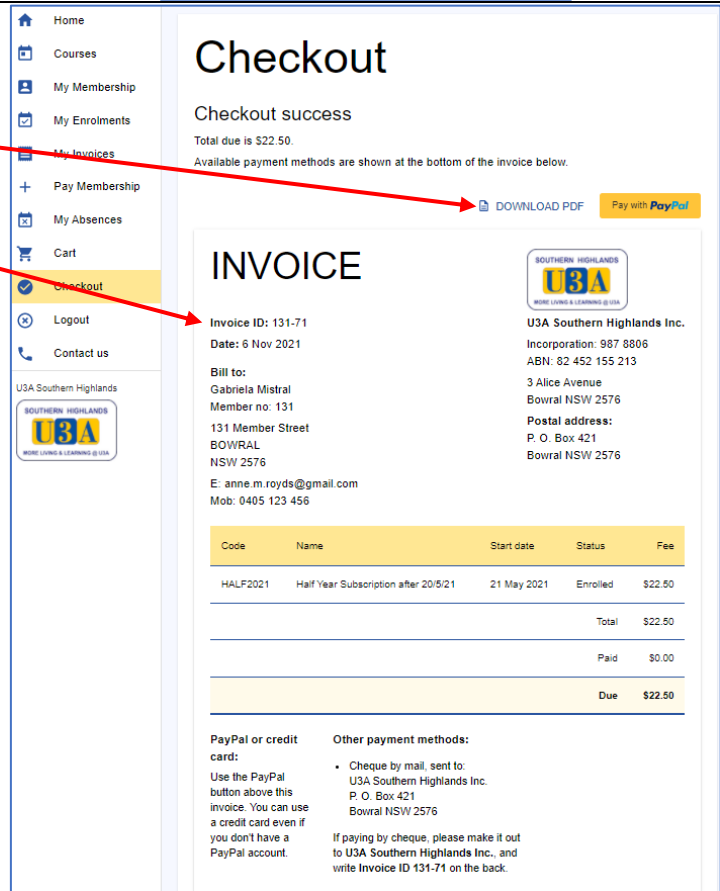 Home
Courses
My Membership
My Enrolments
My Invoices
Pay Membership
My Absences
Cart
Checkout
Logout
Contact us
U3A Southern Highlands
SOUTHERN HIGHLANDS
U3A
MORE LIVING & LEARNING @ U3A
Checkout
Checkout success
Total due is $22.50.
Available payment methods are shown at the bottom of the invoice below.
DOWNLOAD PDF
Pay with PayPal
INVOICE
SOUTHERN HIGHLANDS
U3A
MORE LIVING & LEARNING @ U3A
Invoice ID: 131-71
Date: 6 Nov 2021
Bill to:
Gabriela Mistral
Member no: 131
131 Member Street
BOWRAL
NSW 2576
E: anne.m.royds@gmail.com
Mob: 0405 123 456
U3A Southern Highlands Inc.
Incorporation: 987 8806
ABN: 82 452 155 213
3 Alice Avenue
Bowral NSW 2576
Postal address:
P. O. Box 421
Bowral NSW 2576
Code Name Start date Status Fee
HALF2021 Half Year Subscription after 20/5/21 21 May 2021 Enrolled $22.50
Total $22.50
Paid $0.00
Due $22.50
PayPal or credit
card:
Use the PayPal
button above this
invoice. You can use
a credit card even if
you don't have a
PayPal account.
Other payment methods:
• Cheque by mail, sent to:
U3A Southern Highlands Inc.
P. O. Box 421
Bowral NSW 2576
If paying by cheque, please make it out
to U3A Southern Highlands Inc., and
write Invoice ID 131-71 on the back.